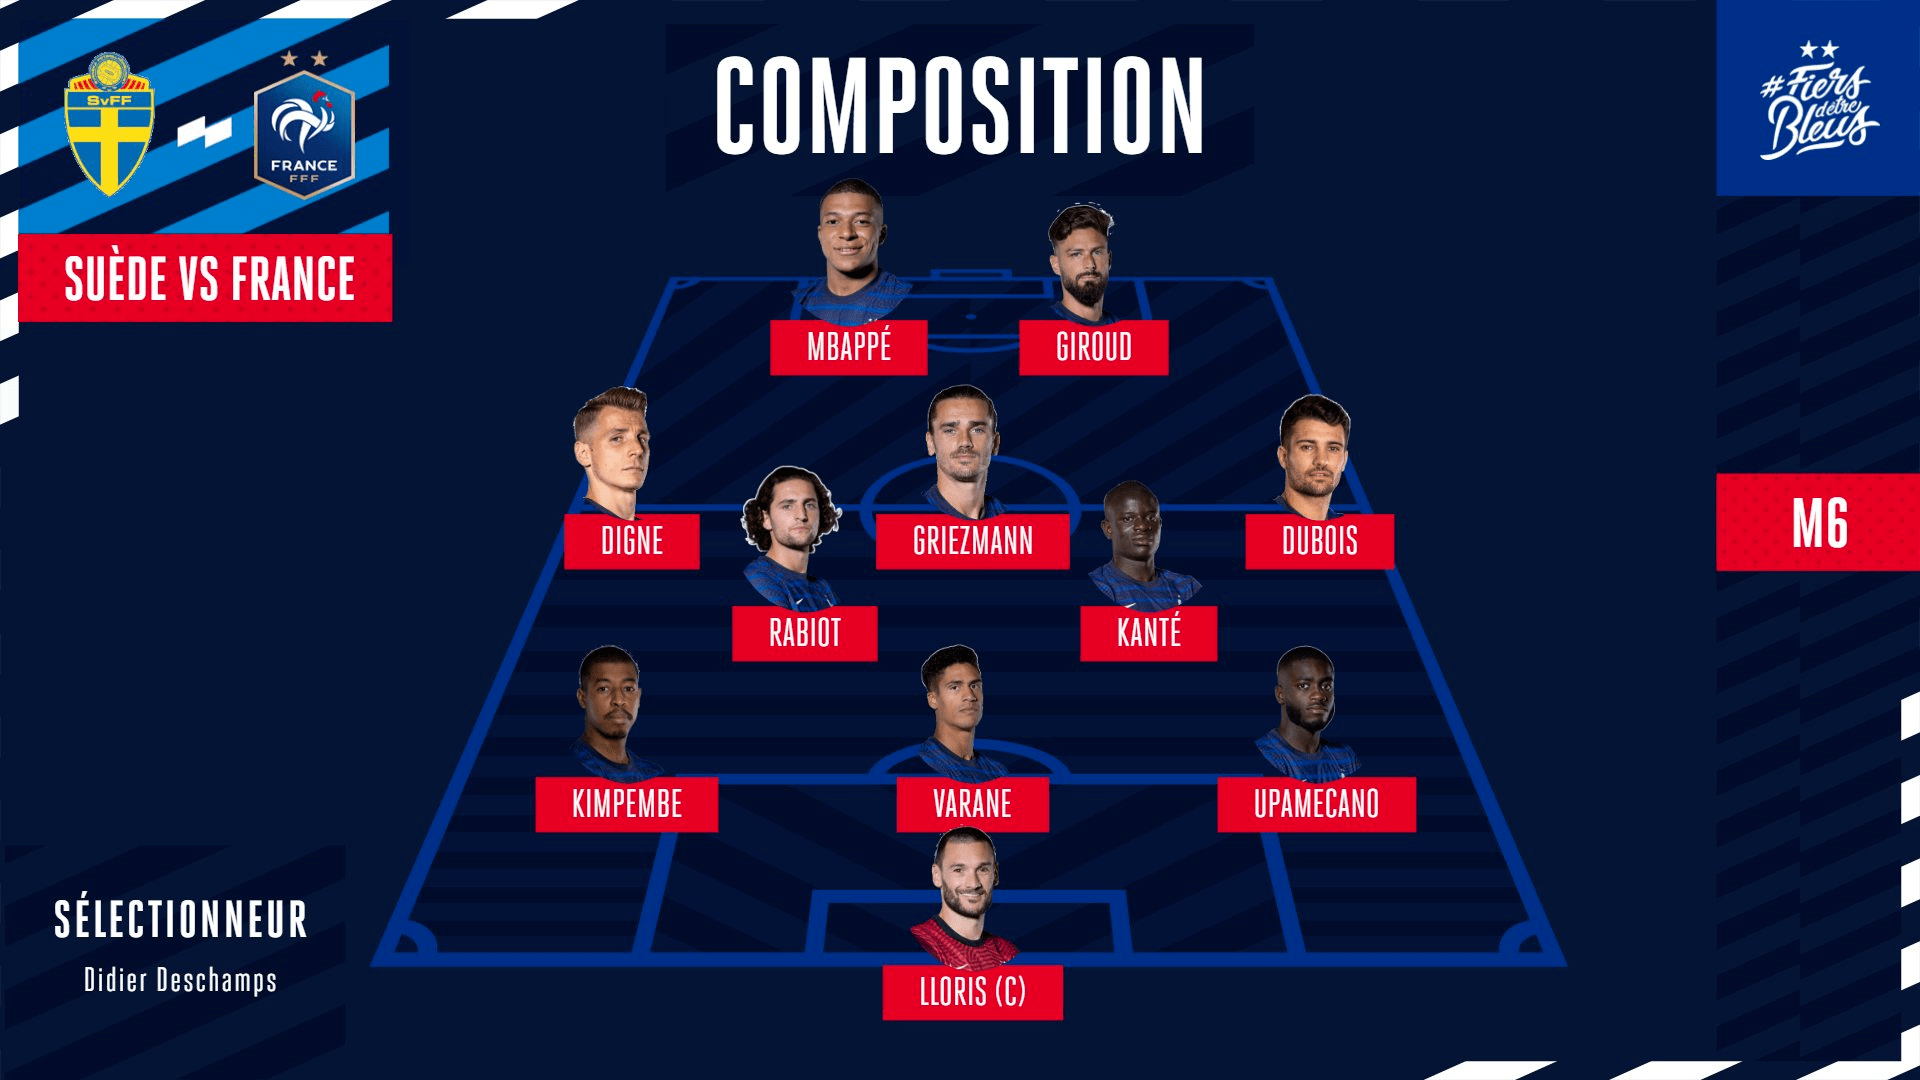 COMPOSITION
SvFF
FRANCE
FFF
SUÈDE VS FRANCE
#Fiers
d'être
Bleus
MBAPPÉ
GIROUD
DIGNE
GRIEZMANN
DUBOIS
RABIOT
KANTÉ
M6
KIMPEMBE
VARANE
UPAMECANO
LLORIS (C)
SÉLECTIONNEUR
Didier Deschamps